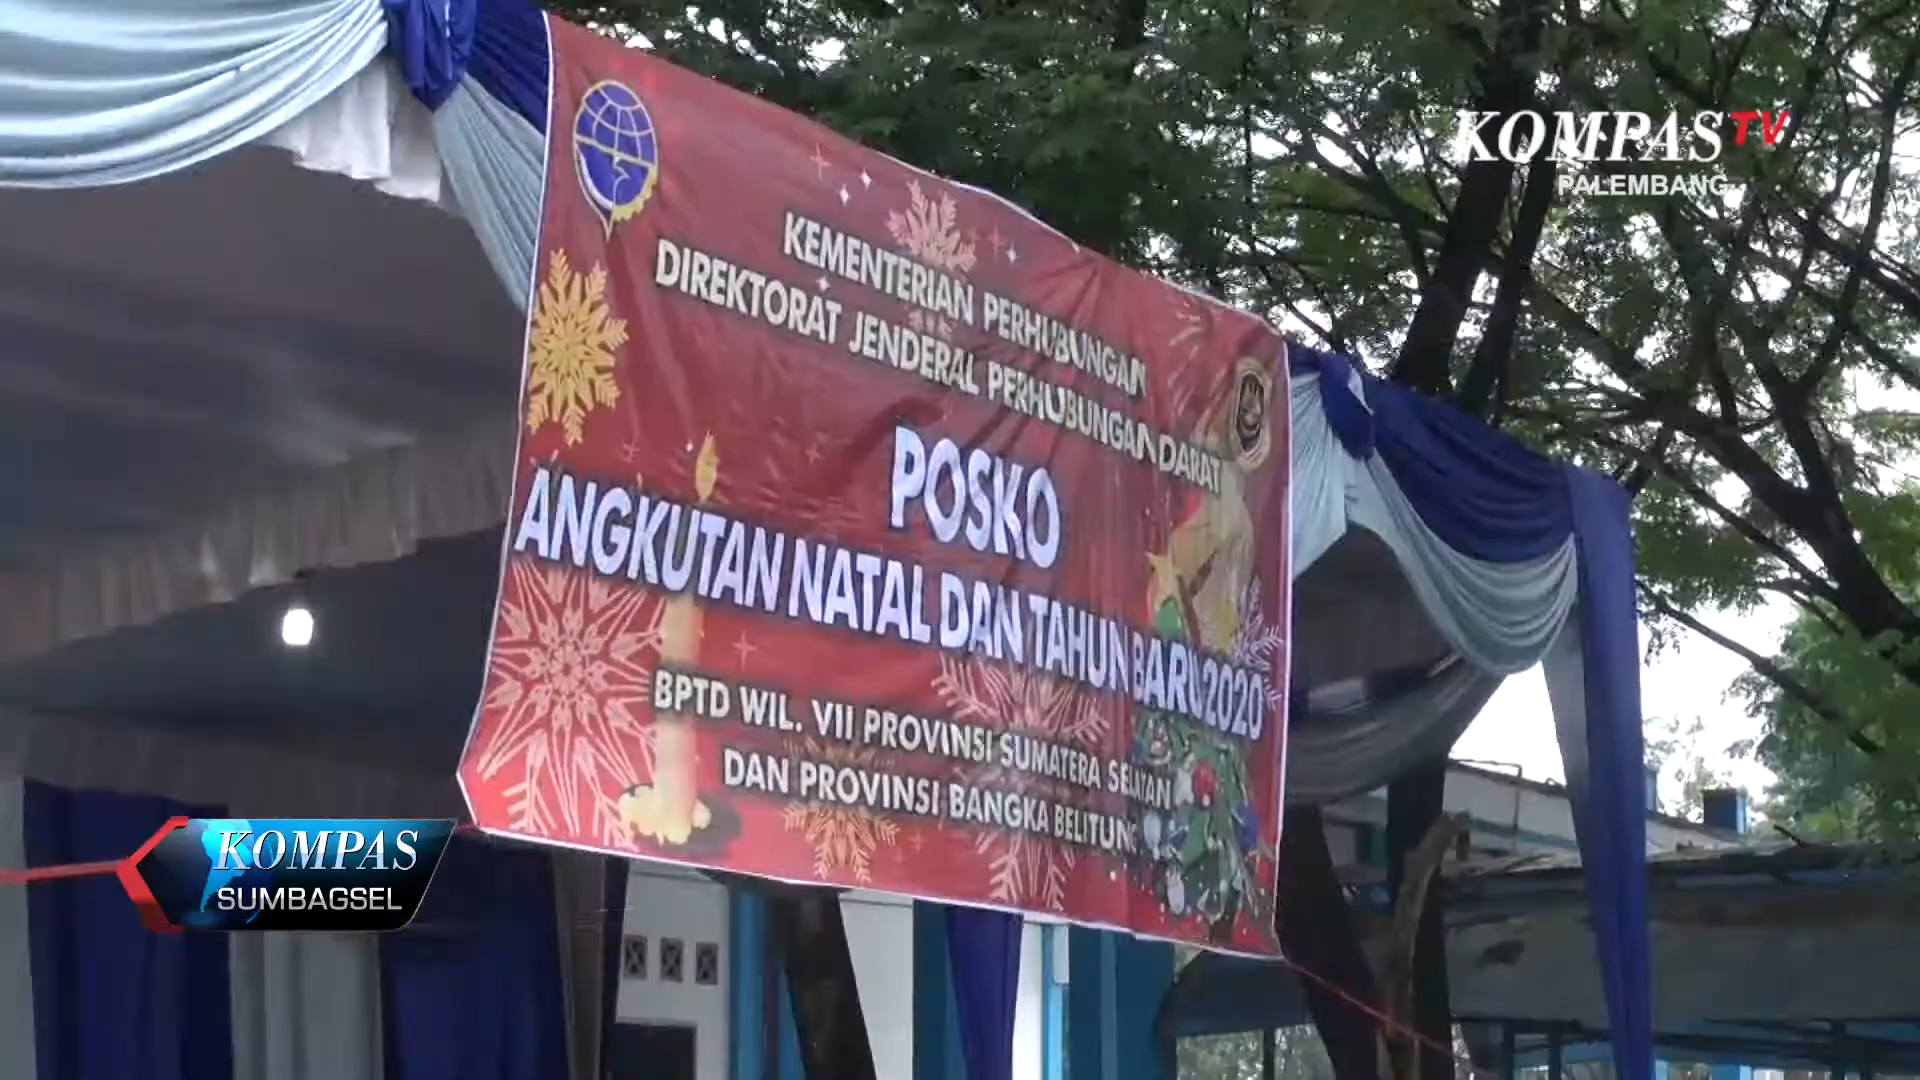 KOMPAS TV
PALEMBANG
KEMENTERIAN PERHUBUNGAN
DIREKTORAT JENDERAL PERHUBUNGAN DARAT
POSKO
ANGKUTAN NATAL DAN TAHUN BARU 2020
BPTD WIL. VII PROVINSI SUMATERA SELATAN
DAN PROVINSI BANGKA BELITUNG
KOMPAS
SUMBAGSEL